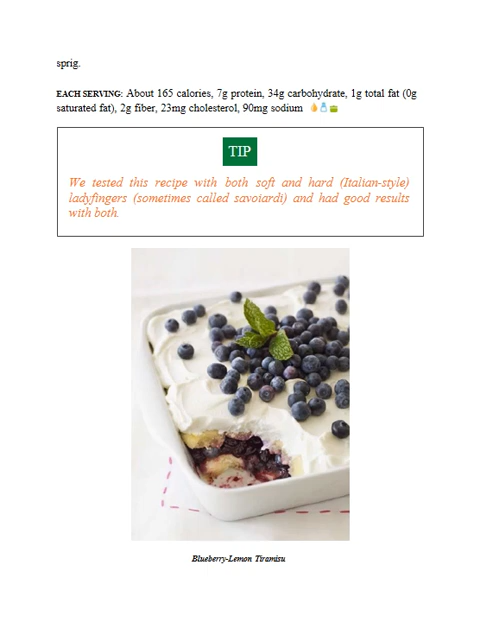 sprig.
EACH SERVING: About 165 calories, 7g protein, 34g carbohydrate, 1g total fat (0g
saturated fat), 2g fiber, 23mg cholesterol, 90mg sodium
TIP
We tested this recipe with both soft and hard (Italian-style)
ladyfingers (sometimes called savoiardi) and had good results
with both.
Blueberry-Lemon Tiramisu